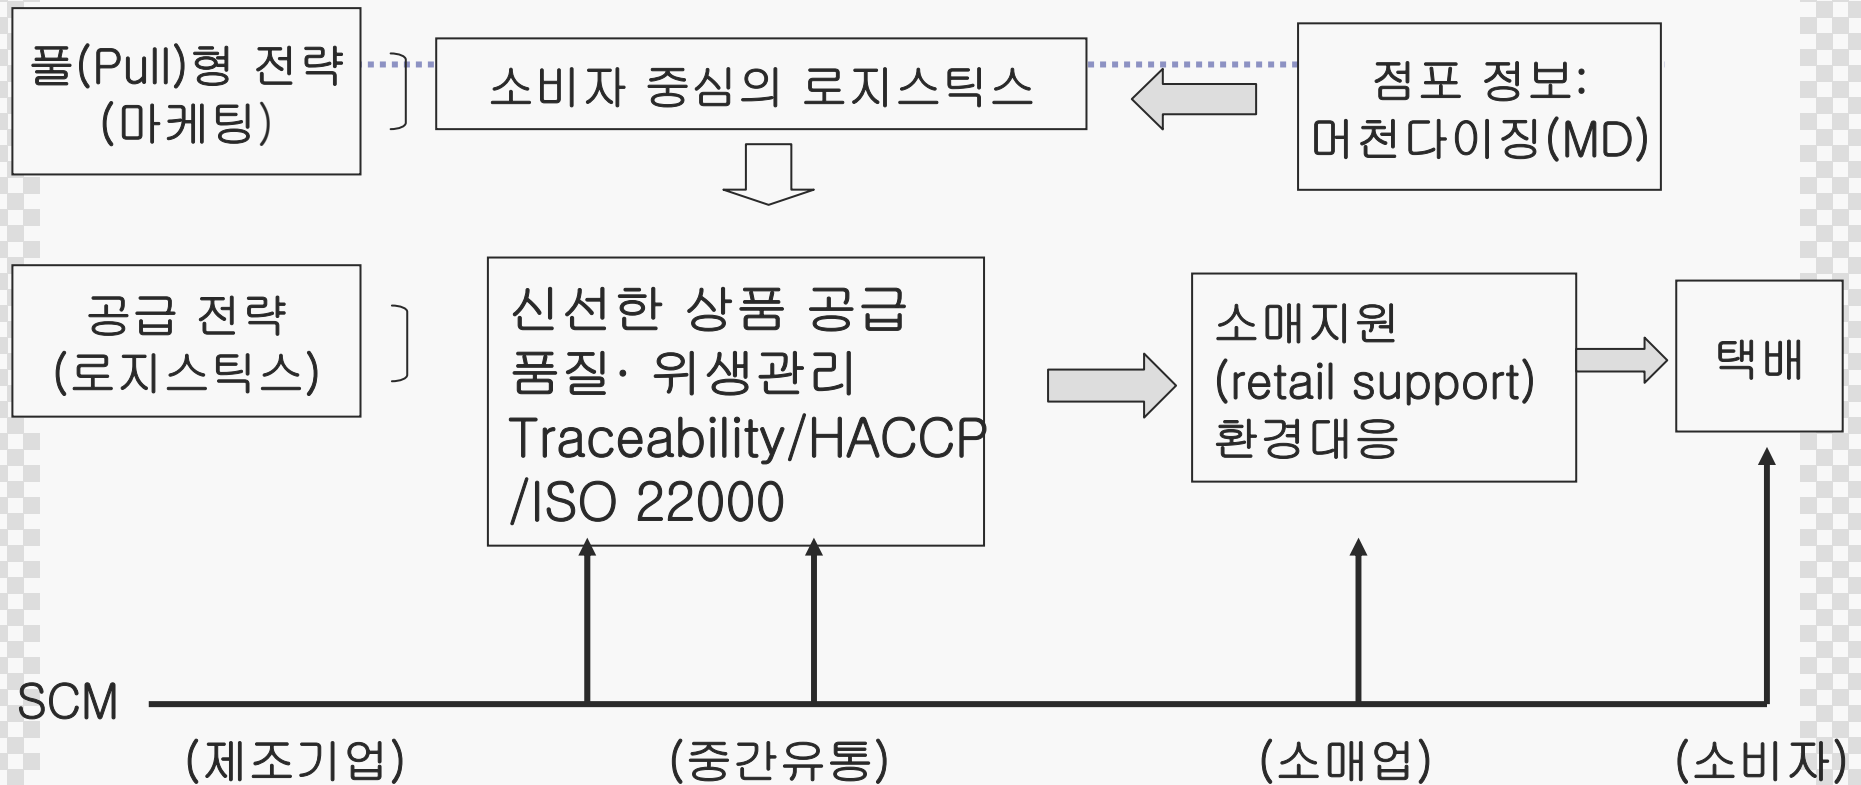 풀(Pull)형 전략
(마케팅)
소비자 중심의 로지스틱스
점포 정보:
머천다이징(MD)
공급 전략
(로지스틱스)
신선한 상품 공급
품질· 위생관리
Traceability/HACCP
/ISO 22000
소매지원
(retail support)
환경대응
택배
SCM
(제조기업)
(중간유통)
(소매업)
(소비자)